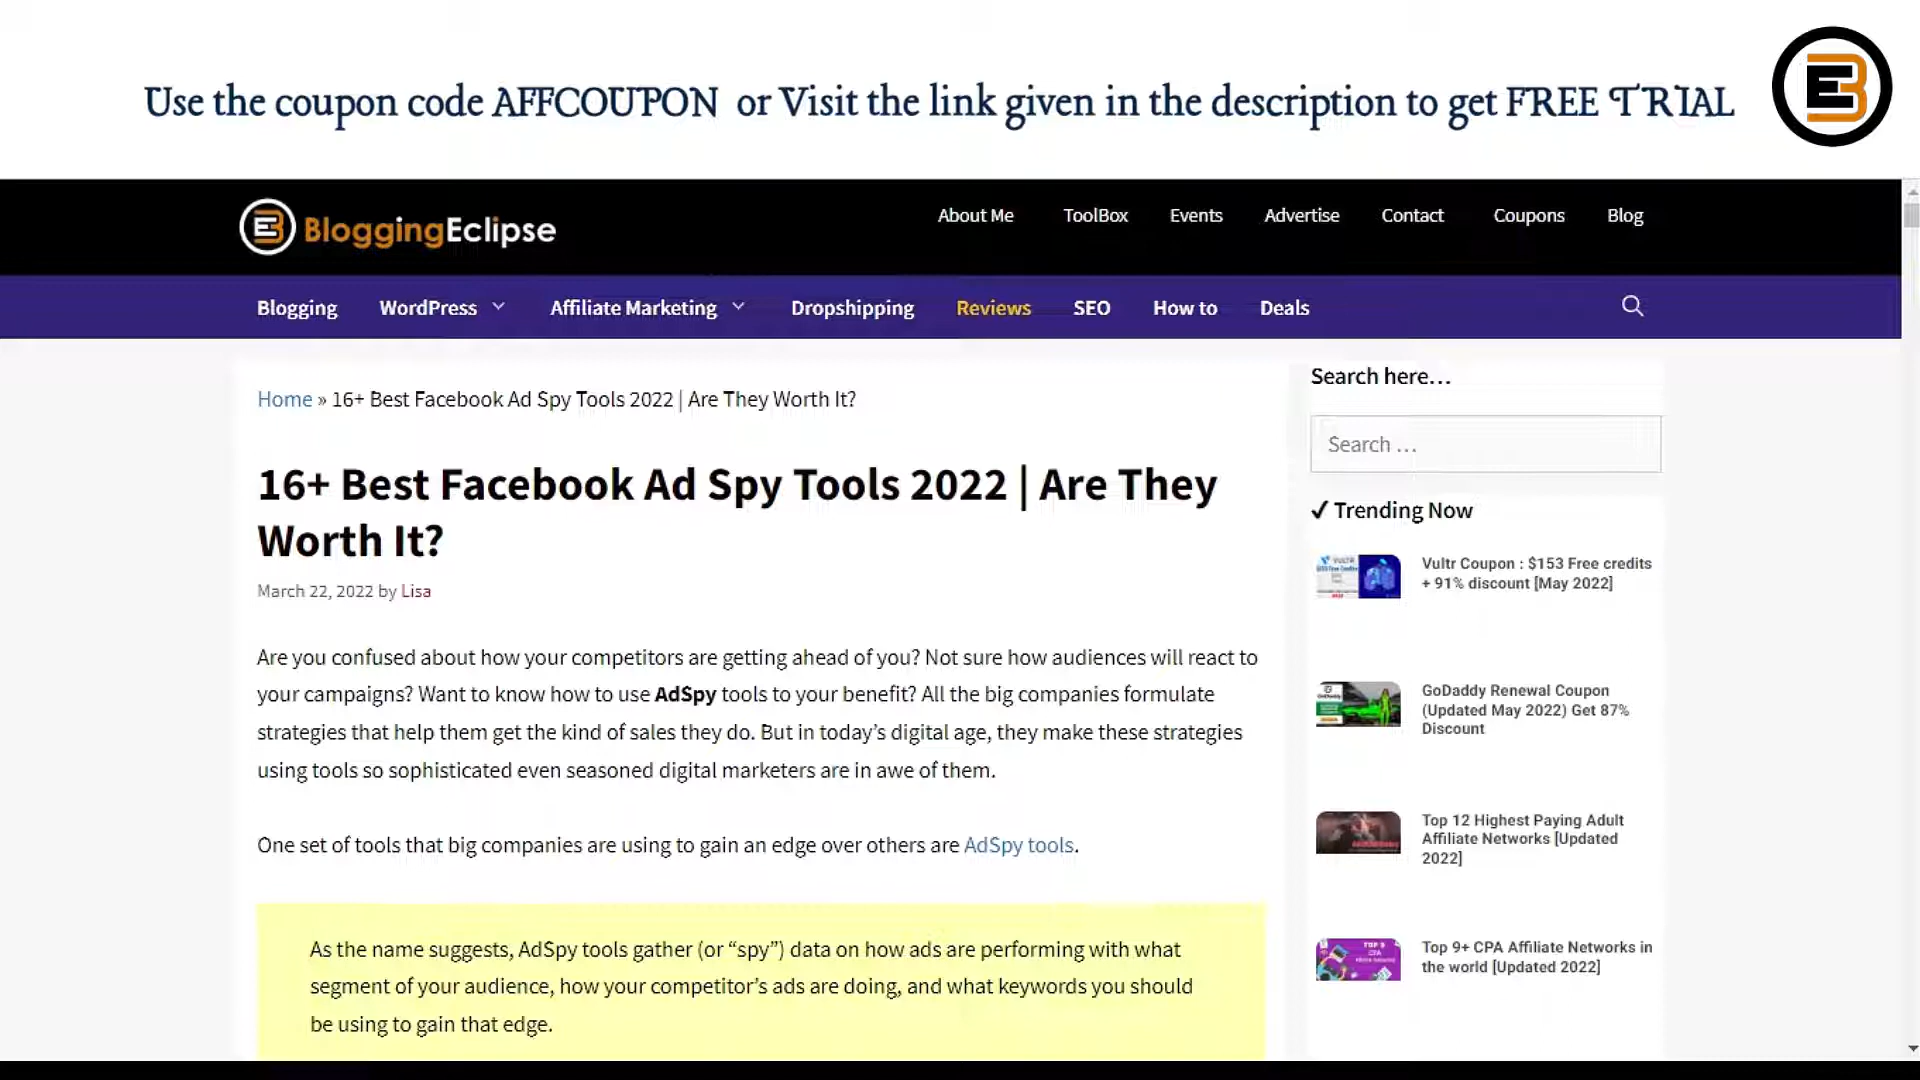 Use the coupon code AFFCOUPON or Visit the link given in the description to get FREE TRIAL
EB
BloggingEclipse
About Me ToolBox Events Advertise Contact Coupons Blog
Blogging WordPress Affiliate Marketing Dropshipping Reviews SEO How to Deals
Home » 16+ Best Facebook Ad Spy Tools 2022 | Are They Worth It?
16+ Best Facebook Ad Spy Tools 2022 | Are They
Worth It?
March 22, 2022 by Lisa
Are you confused about how your competitors are getting ahead of you? Not sure how audiences will react to
your campaigns? Want to know how to use AdSpy tools to your benefit? All the big companies formulate
strategies that help them get the kind of sales they do. But in today’s digital age, they make these strategies
using tools so sophisticated even seasoned digital marketers are in awe of them.
One set of tools that big companies are using to gain an edge over others are AdSpy tools.
As the name suggests, AdSpy tools gather (or “spy”) data on how ads are performing with what
segment of your audience, how your competitor’s ads are doing, and what keywords you should
be using to gain that edge.
Search here…
Search …
✓ Trending Now
VULTR
Vultr Coupon : $153 Free credits
+ 91% discount [May 2022]
GoDaddy
GoDaddy Renewal Coupon
(Updated May 2022) Get 87%
Discount
Top 12 Highest Paying Adult
Affiliate Networks [Updated
2022]
TOP 9
CPA
Top 9+ CPA Affiliate Networks in
the world [Updated 2022]